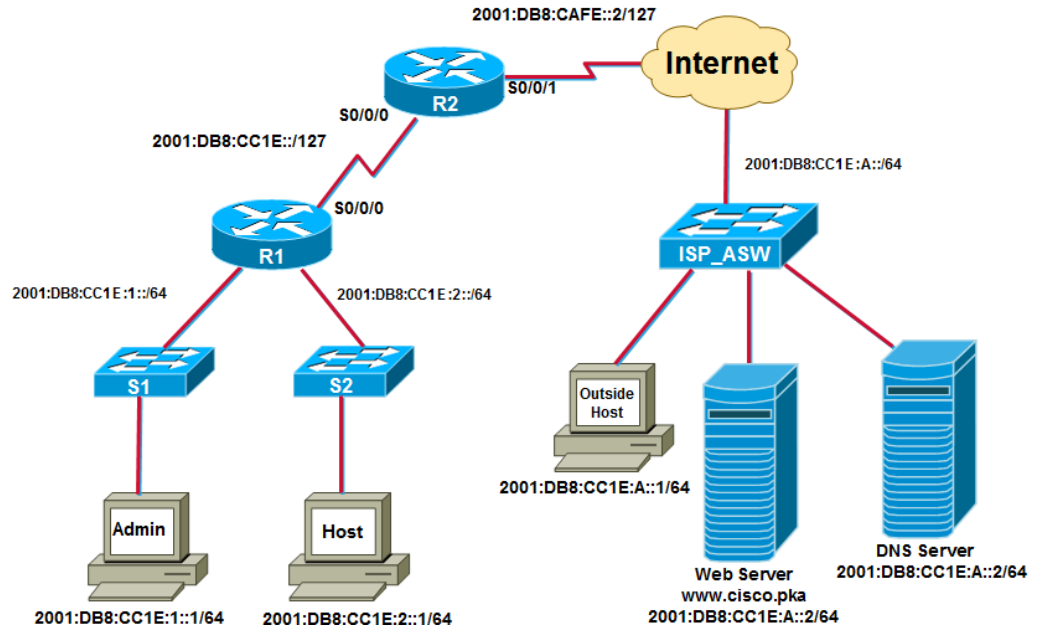 2001:DB8:CAFE::2/127
Internet
R2
S0/0/1
S0/0/0
2001:DB8:CC1E::/127
2001:DB8:CC1E:A::/64
S0/0/0
R1
ISP_ASW
2001:DB8:CC1E:1::/64
2001:DB8:CC1E:2::/64
S1
S2
Outside
Host
2001:DB8:CC1E:A::1/64
Admin
Host
DNS Server
2001:DB8:CC1E:A::2/64
Web Server
www.cisco.pka
2001:DB8:CC1E:A::2/64
2001:DB8:CC1E:1::1/64
2001:DB8:CC1E:2::1/64